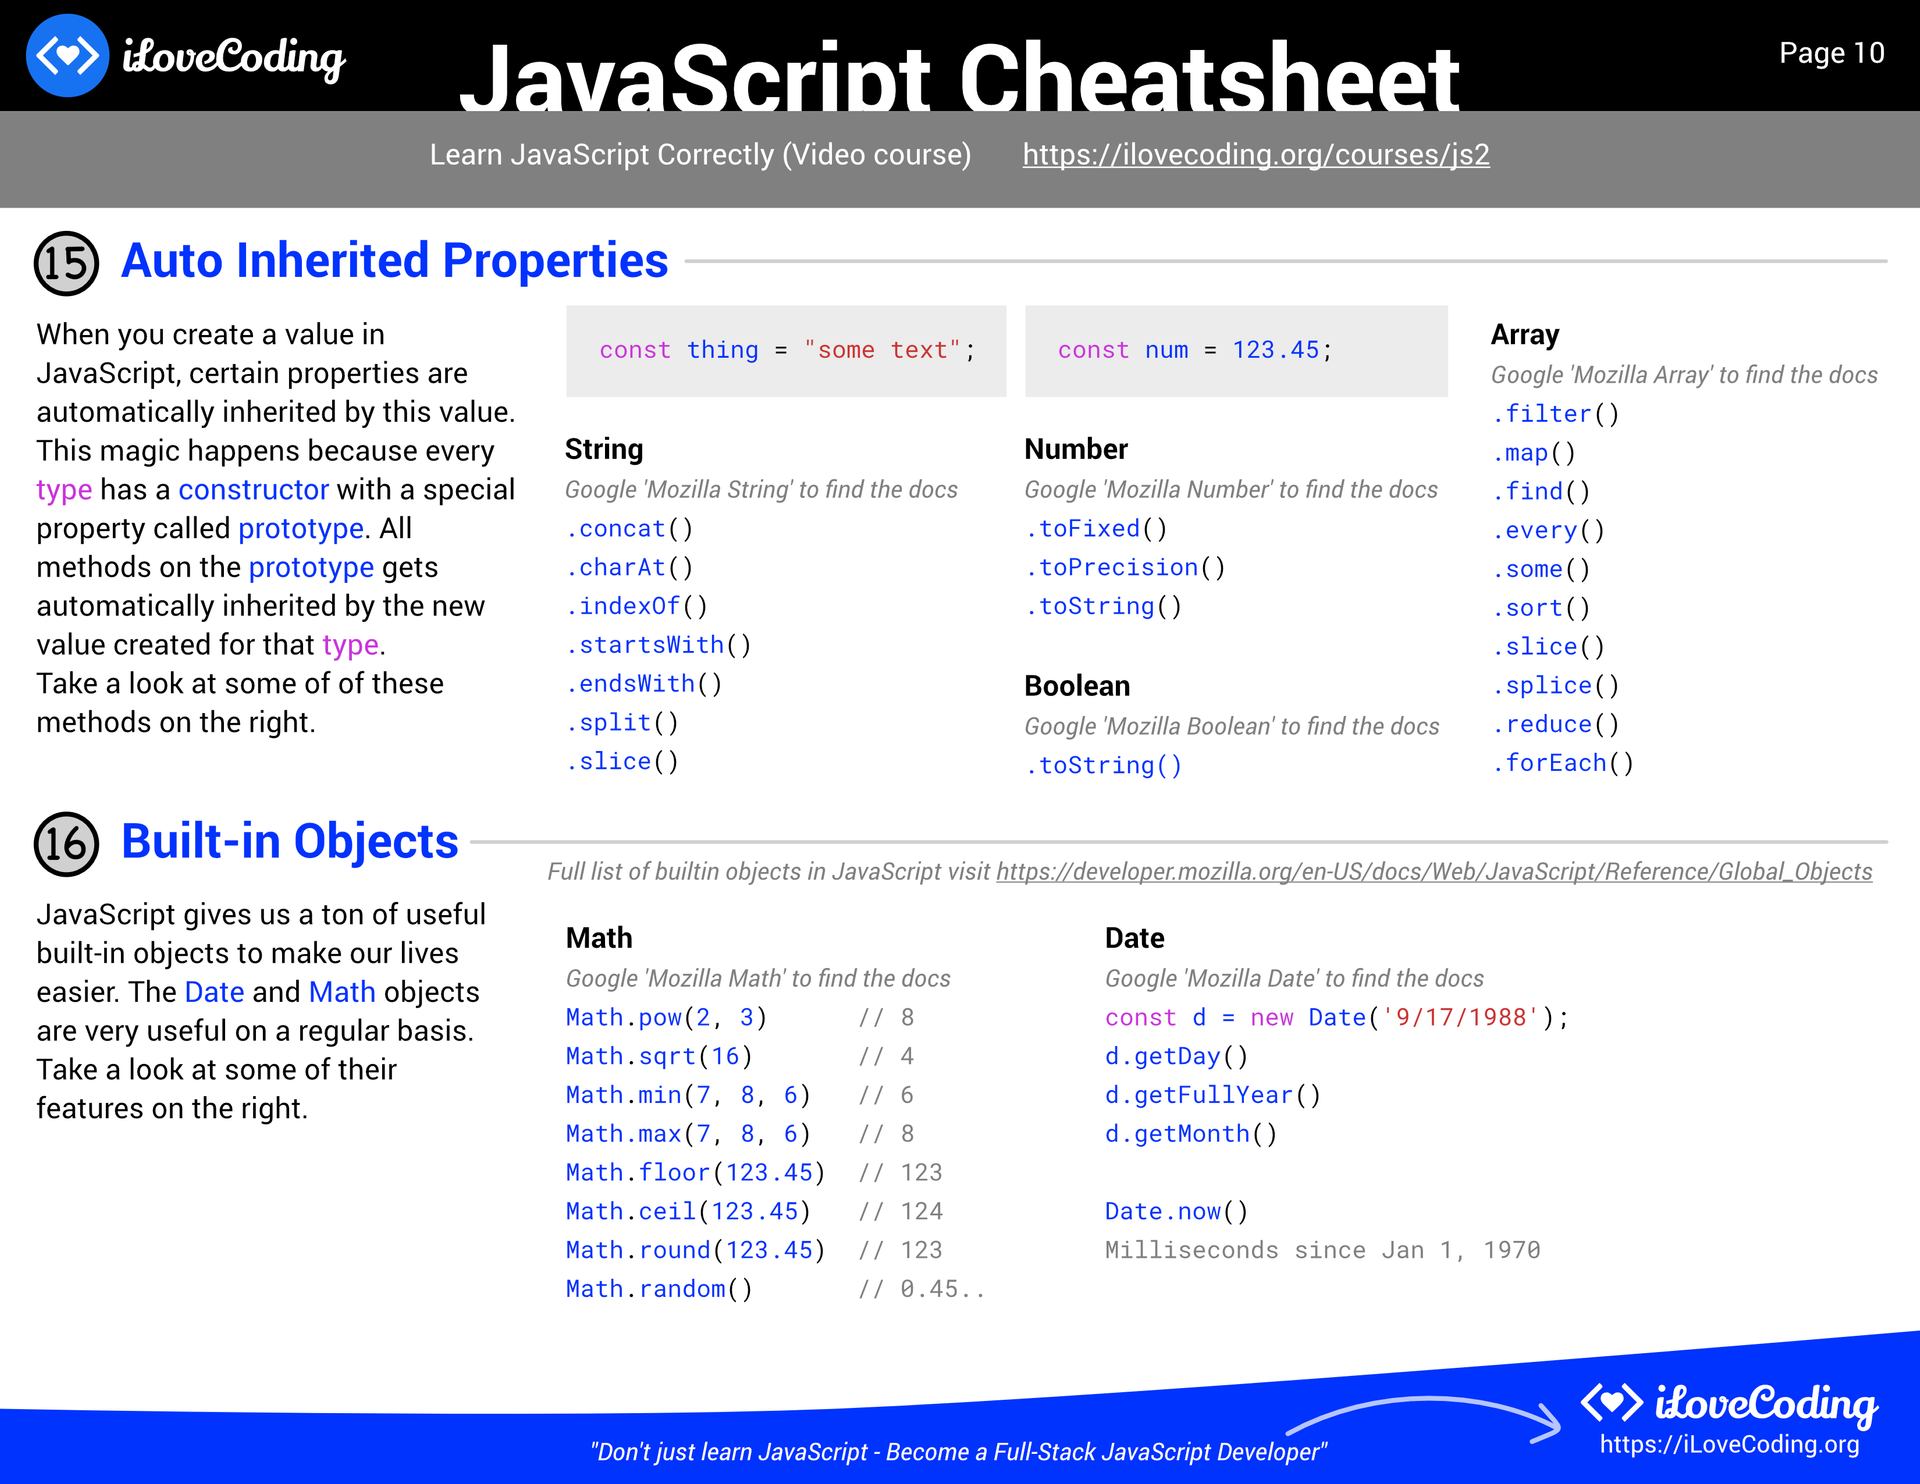 iLoveCoding
JavaScript Cheatsheet
Page 10
Learn JavaScript Correctly (Video course) https://ilovecoding.org/courses/js2
15 Auto Inherited Properties
When you create a value in
JavaScript, certain properties are
automatically inherited by this value.
This magic happens because every
type has a constructor with a special
property called prototype. All
methods on the prototype gets
automatically inherited by the new
value created for that type.
Take a look at some of of these
methods on the right.
const thing = "some text";
String
Google 'Mozilla String' to find the docs
.concat()
.charAt()
.indexOf()
.startsWith()
.endsWith()
.split()
.slice()
const num = 123.45;
Number
Google 'Mozilla Number' to find the docs
.toFixed()
.toPrecision()
.toString()
Boolean
Google 'Mozilla Boolean' to find the docs
.toString()
Array
Google 'Mozilla Array' to find the docs
.filter()
.map()
.find()
.every()
.some()
.sort()
.slice()
.splice()
.reduce()
.forEach()
16 Built-in Objects
Full list of builtin objects in JavaScript visit https://developer.mozilla.org/en-US/docs/Web/JavaScript/Reference/Global_Objects
JavaScript gives us a ton of useful
built-in objects to make our lives
easier. The Date and Math objects
are very useful on a regular basis.
Take a look at some of their
features on the right.
Math
Google 'Mozilla Math' to find the docs
Math.pow(2, 3) // 8
Math.sqrt(16) // 4
Math.min(7, 8, 6) // 6
Math.max(7, 8, 6) // 8
Math.floor(123.45) // 123
Math.ceil(123.45) // 124
Math.round(123.45) // 123
Math.random() // 0.45..
Date
Google 'Mozilla Date' to find the docs
const d = new Date('9/17/1988');
d.getDay()
d.getFullYear()
d.getMonth()
Date.now()
Milliseconds since Jan 1, 1970
"Don't just learn JavaScript - Become a Full-Stack JavaScript Developer"
iLoveCoding
https://iLoveCoding.org